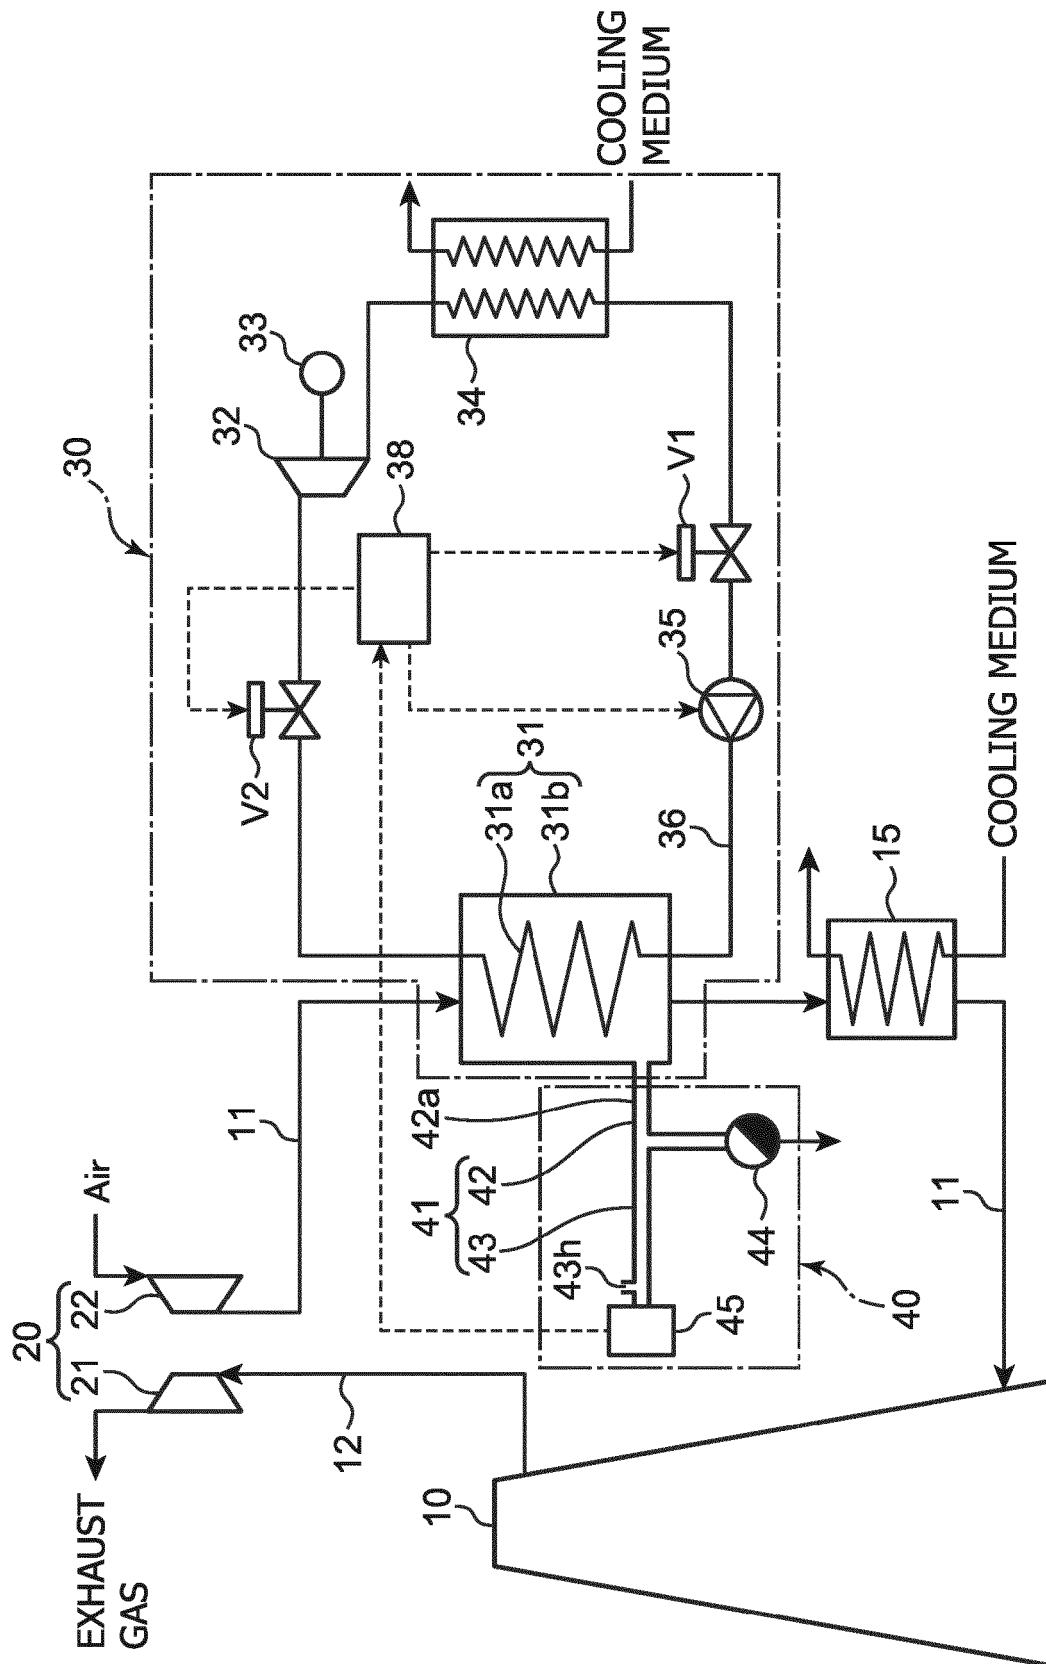 EXHAUST
GAS
20
21
22
Air
12
11
10
30
V2
32
33
38
34
COOLING
MEDIUM
V1
35
31
31a
31b
36
41
43
42
42a
43h
45
44
40
15
11
COOLING MEDIUM